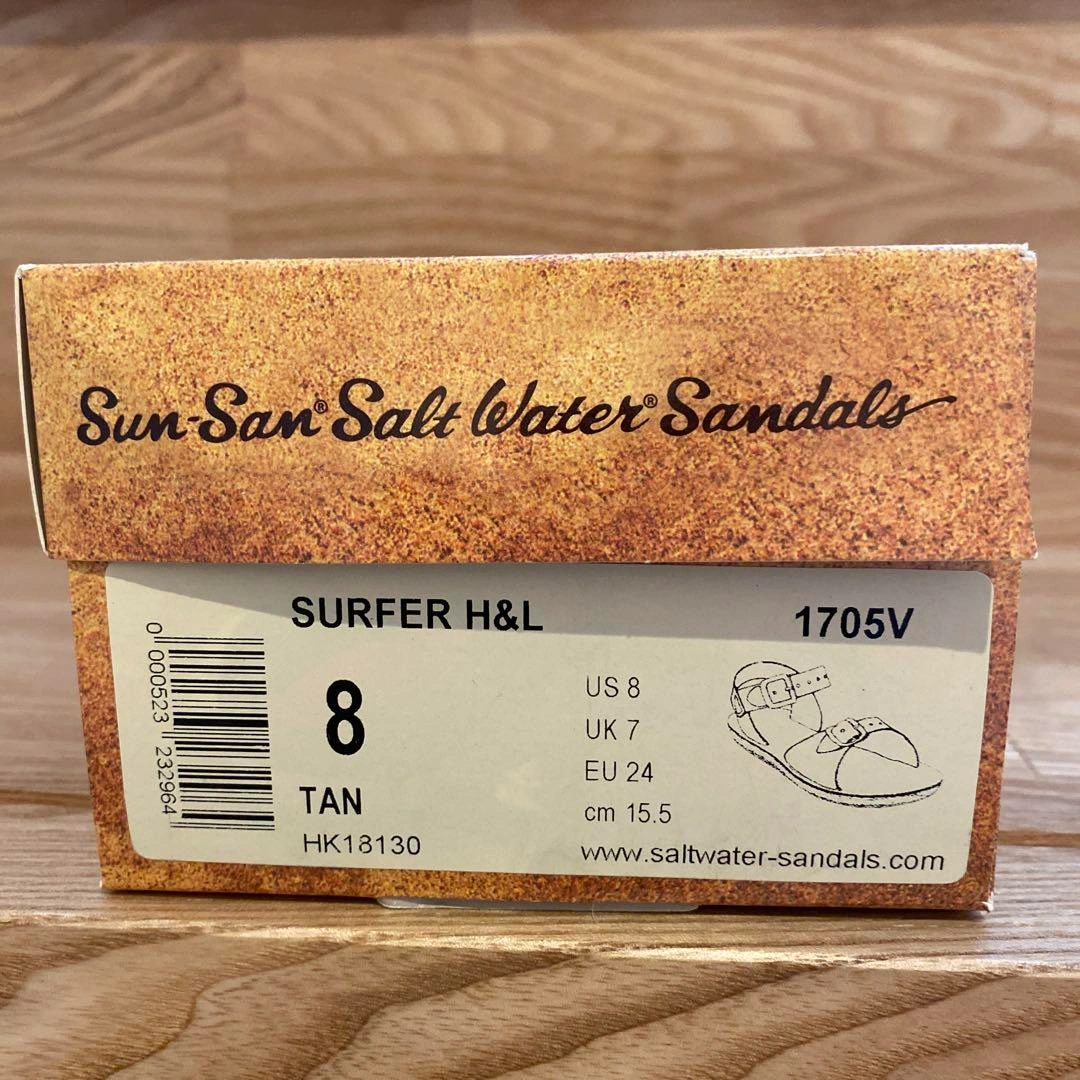 Sun-San® Salt Water® Sandals
SURFER H&L
1705V
8
US 8
UK 7
EU 24
cm 15.5
TAN
HK18130
www.saltwater-sandals.com
0 000523 232964